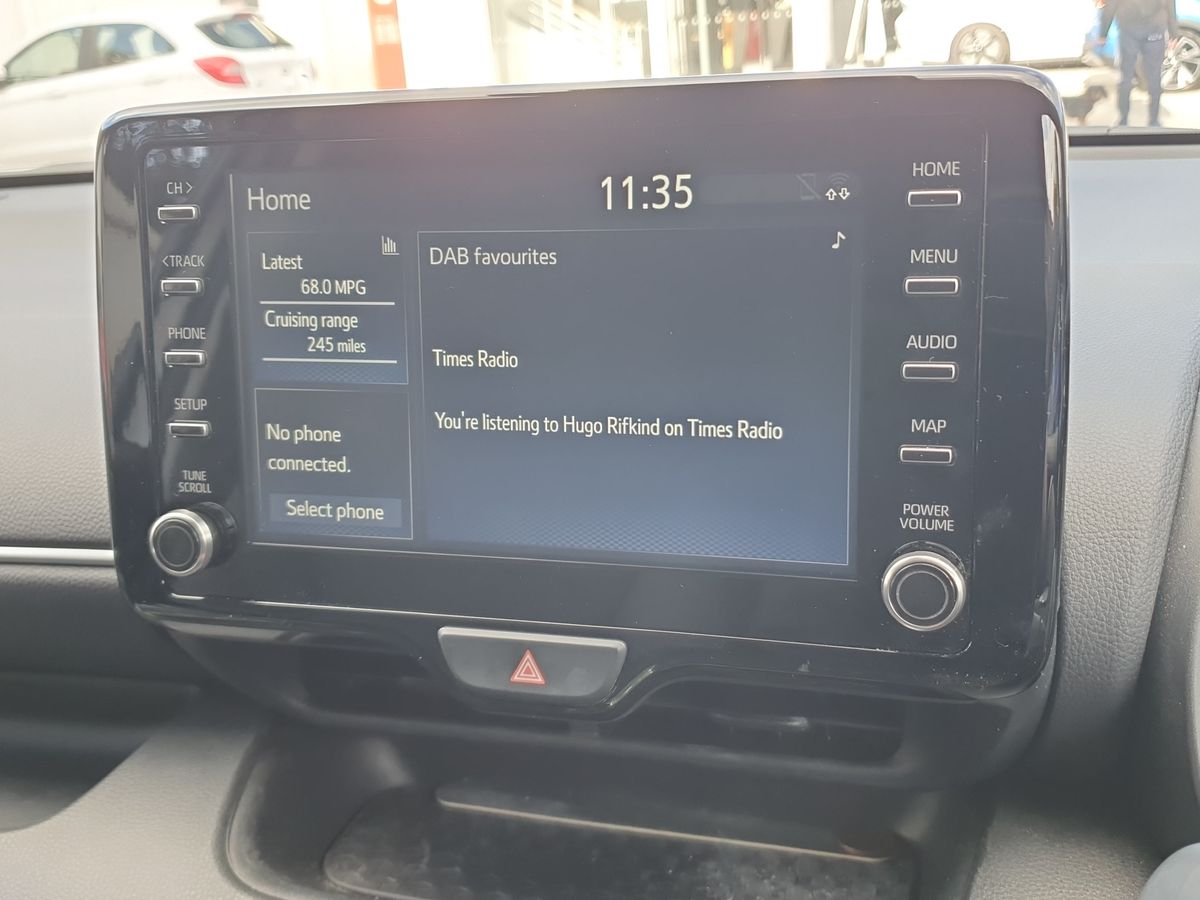 CH >
<TRACK
PHONE
SETUP
TUNE
SCROLL
Home
11:35
Latest
68.0 MPG
Cruising range
245 miles
No phone
connected.
Select phone
DAB favourites
Times Radio
You're listening to Hugo Rifkind on Times Radio
HOME
MENU
AUDIO
MAP
POWER
VOLUME